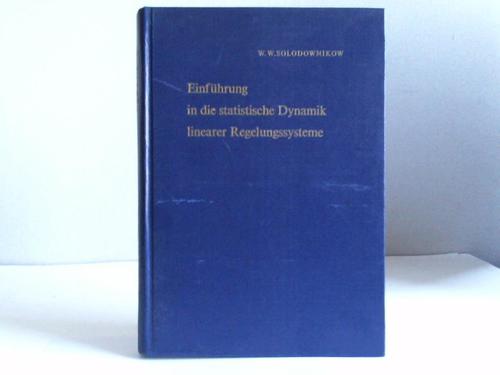 W. W. SOLODOWNIKOW
Einführung
in die statistische Dynamik
linearer Regelungssysteme